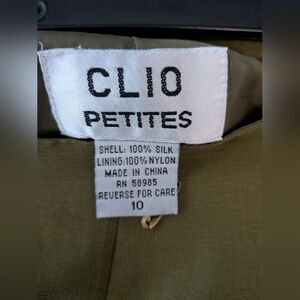 CLIO
PETITES
SHELL: 100% SILK
LINING:100%NYLON
MADE IN CHINA
RN 58985
REVERSE FOR CARE
10